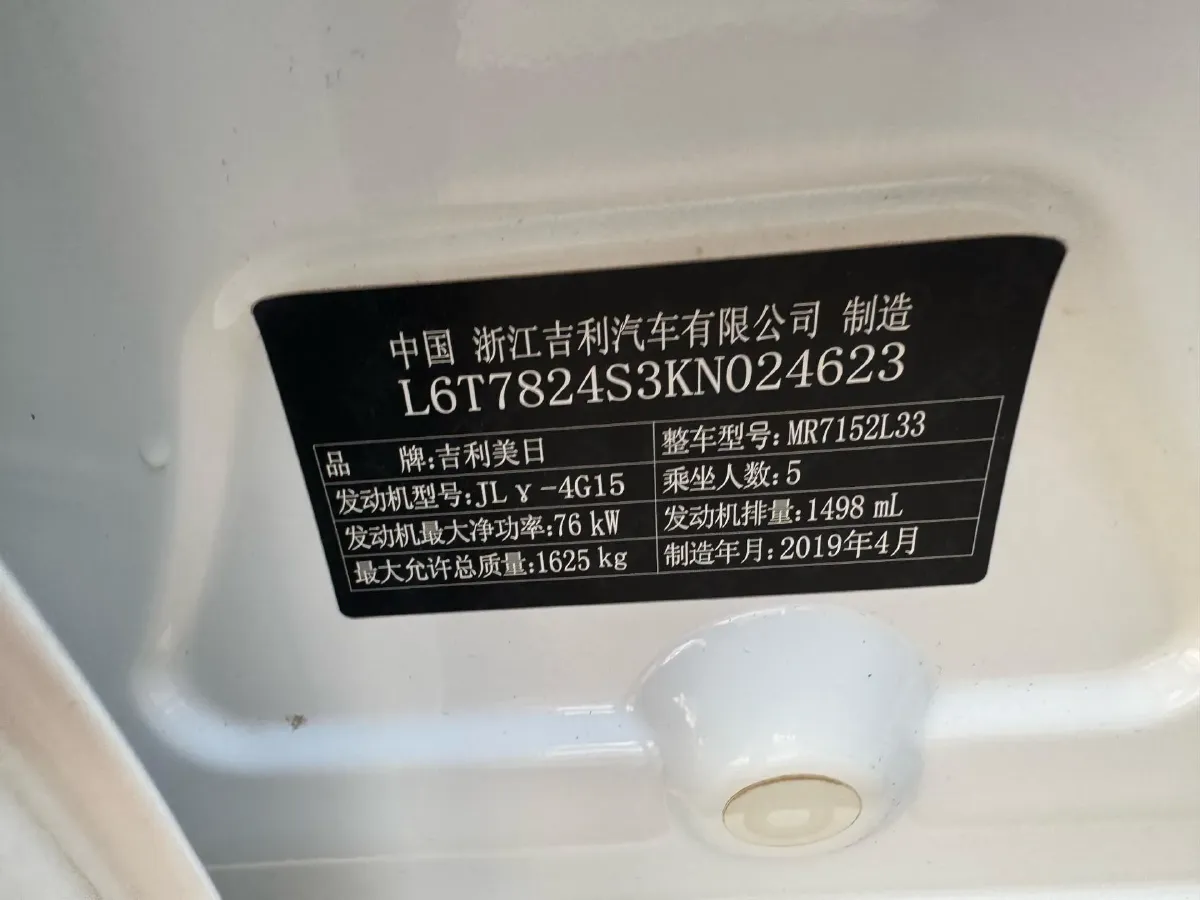 中国 浙江吉利汽车有限公司 制造
L6T7824S3KN024623
品 牌:吉利美日 整车型号:MR7152L33
发动机型号:JLγ-4G15 乘坐人数:5
发动机最大净功率:76 kW 发动机排量:1498 mL
最大允许总质量:1625 kg 制造年月:2019年4月